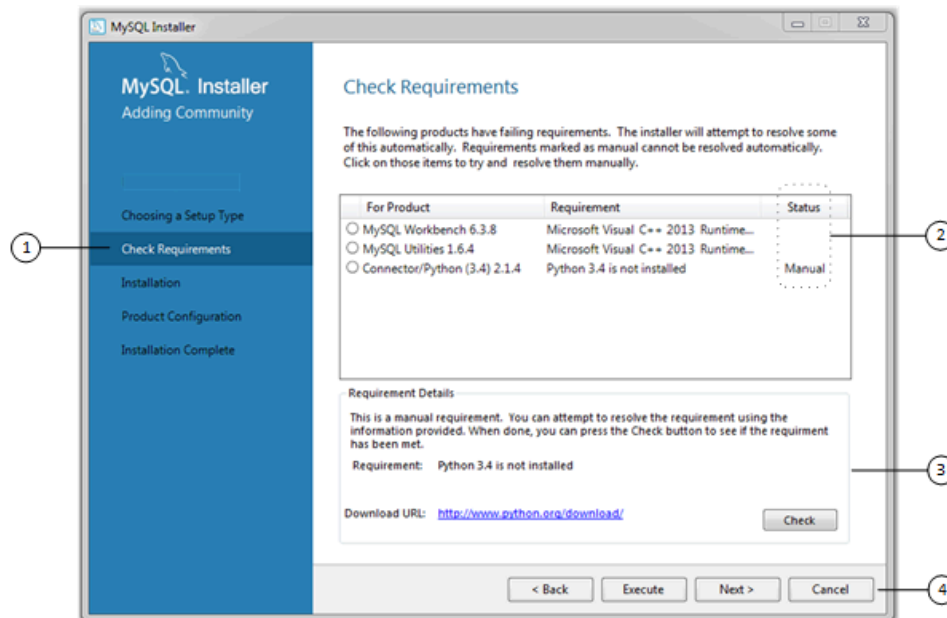 MySQL Installer
MySQL. Installer
Adding Community
Choosing a Setup Type
Check Requirements
Installation
Product Configuration
Installation Complete
1
Check Requirements
The following products have failing requirements. The installer will attempt to resolve some
of this automatically. Requirements marked as manual cannot be resolved automatically.
Click on those items to try and resolve them manually.
For Product Requirement Status
MySQL Workbench 6.3.8 Microsoft Visual C++ 2013 Runtime...
MySQL Utilities 1.6.4 Microsoft Visual C++ 2013 Runtime...
Connector/Python (3.4) 2.1.4 Python 3.4 is not installed Manual
2
Requirement Details
This is a manual requirement. You can attempt to resolve the requirement using the
information provided. When done, you can press the Check button to see if the requirment
has been met.
Requirement: Python 3.4 is not installed
3
Download URL: http://www.python.org/download/
Check
< Back Execute Next > Cancel
4